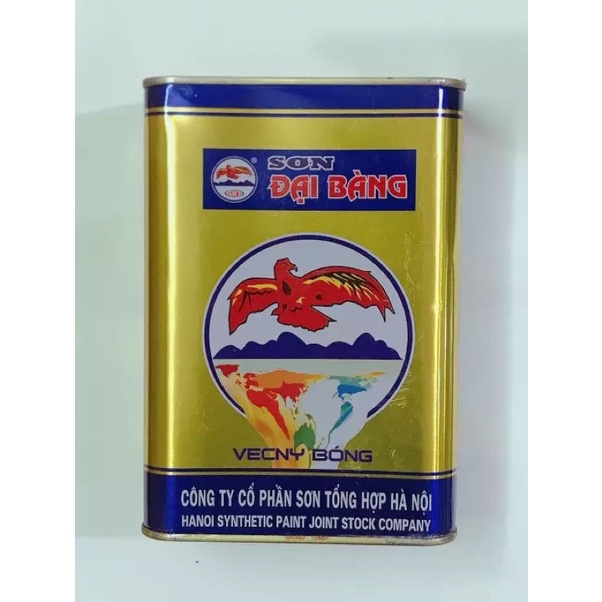 SƠN
ĐẠI BÀNG
®
VECNY BÓNG
CÔNG TY CỔ PHẦN SƠN TỔNG HỢP HÀ NỘI
HANOI SYNTHETIC PAINT JOINT STOCK COMPANY